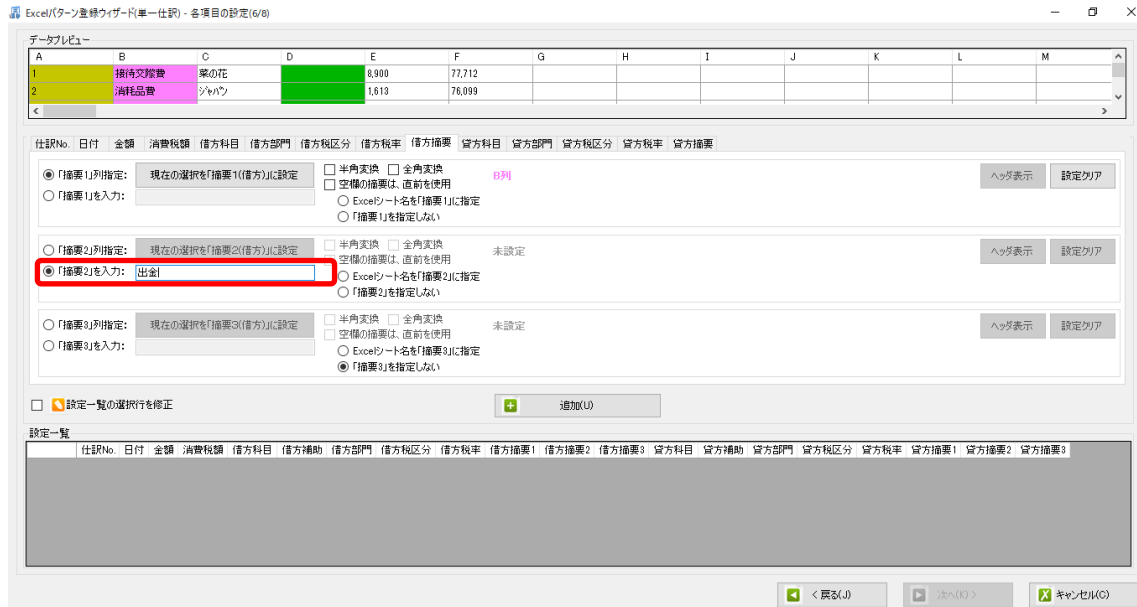 Excelパターン登録ウィザード(単一仕訳) - 各項目の設定(6/8)
データプレビュー
A B C D E F G H I J K L M
1 接待交際費 菜の花 8,900 77,712
2 消耗品費 ジャパン 1,613 76,099
仕訳No. 日付 金額 消費税額 借方科目 借方部門 借方税区分 借方税率 借方摘要 貸方科目 貸方部門 貸方税区分 貸方税率 貸方摘要
「摘要1」列指定: 現在の選択を「摘要1(借方)」に設定 半角変換 全角変換 B列 ヘッダ表示 設定クリア
空欄の摘要は、直前を使用
「摘要1」を入力: Excelシート名を「摘要1」に指定
「摘要1」を指定しない
「摘要2」列指定: 現在の選択を「摘要2(借方)」に設定 半角変換 全角変換 未設定 ヘッダ表示 設定クリア
空欄の摘要は、直前を使用
「摘要2」を入力: 出金 Excelシート名を「摘要2」に指定
「摘要2」を指定しない
「摘要3」列指定: 現在の選択を「摘要3(借方)」に設定 半角変換 全角変換 未設定 ヘッダ表示 設定クリア
空欄の摘要は、直前を使用
「摘要3」を入力: Excelシート名を「摘要3」に指定
「摘要3」を指定しない
設定一覧の選択行を修正 追加(U)
設定一覧
仕訳No. 日付 金額 消費税額 借方科目 借方補助 借方部門 借方税区分 借方税率 借方摘要1 借方摘要2 借方摘要3 貸方科目 貸方補助 貸方部門 貸方税区分 貸方税率 貸方摘要1 貸方摘要2 貸方摘要3
< 戻る(J) 次へ(K) > キャンセル(C)